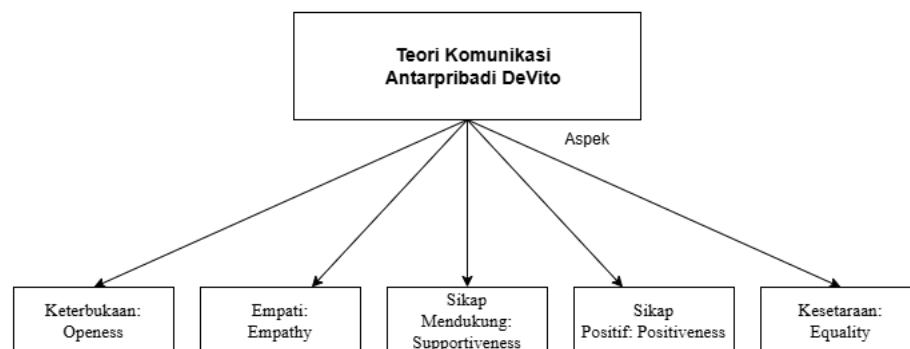 Teori Komunikasi
Antarpribadi DeVito
Aspek
Keterbukaan:
Openess
Empati:
Empathy
Sikap
Mendukung:
Supportiveness
Sikap
Positif: Positiveness
Kesetaraan:
Equality